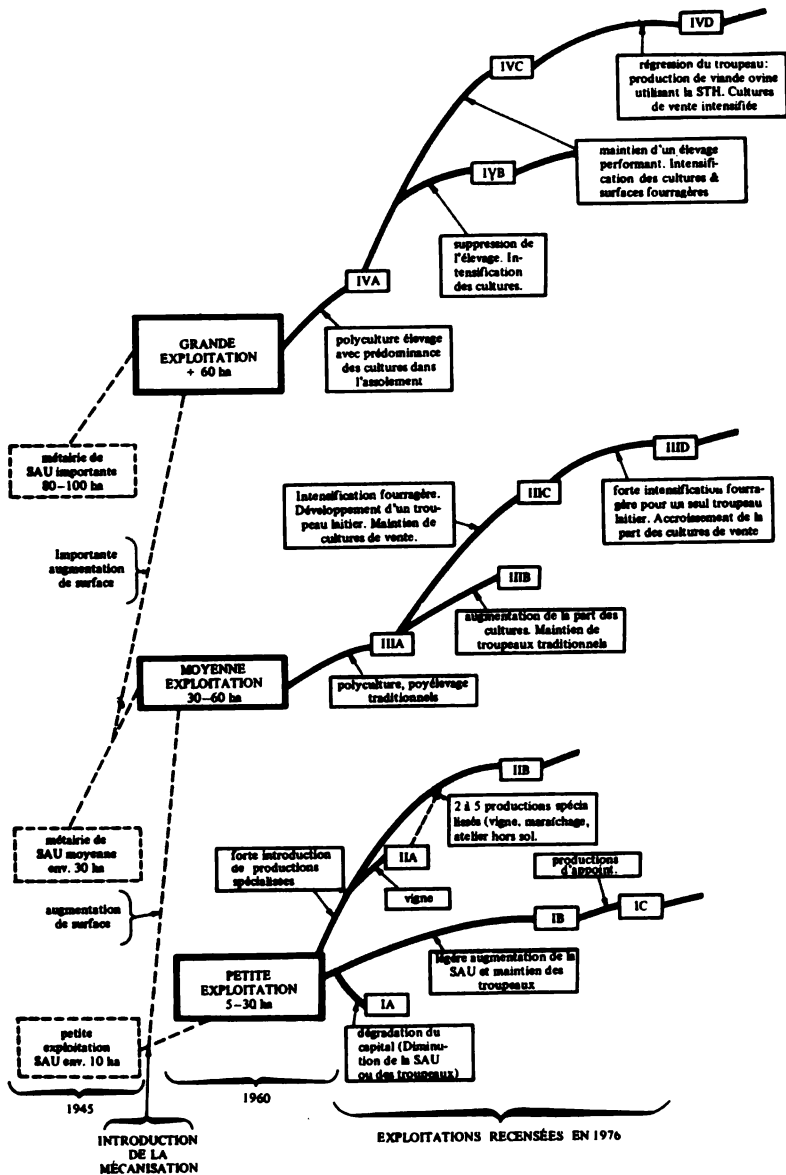 IVD
régression du troupeau:
production de viande ovine
utilisant la STH. Cultures
de vente intensifiée
IVC
maintien d'un élevage
performant. Intensifi-
cation des cultures &
surfaces fourragères
IVB
suppression de
l'élevage. In-
tensification
des cultures.
IVA
GRANDE
EXPLOITATION
+ 60 ha
polyculture élevage
avec prédominance
des cultures dans
l'assolement
métairie de
SAU importante
80–100 ha
IIID
Intensification fourragère.
Développement d'un trou-
peau laitier. Maintien de
cultures de vente.
IIIC
forte intensification fourra-
gère pour un seul troupeau
laitier. Accroissement de la
part des cultures de vente
Importante
augmentation
de surface
IIIB
augmentation de la part des
cultures. Maintien de
troupeaux traditionnels
IIIA
MOYENNE
EXPLOITATION
30–60 ha
polyculture, poyélevage
traditionnels
IIB
2 à 5 productions spécia
lissés (vigne, maraîchage,
atelier hors sol.
métairie de
SAU moyenne
env. 30 ha
forte introduction
de productions
spécialisées
IIA
vigne
productions
d'appoint.
augmentation
de surface
IB
IC
légère augmentation de la
SAU et maintien des
troupeaux
PETITE
EXPLOITATION
5–30 ha
IA
petite
exploitation
SAU env. 10 ha
dégradation du
capital (Diminu-
tion de la SAU
ou des troupeaux)
1945
1960
INTRODUCTION
DE LA
MÉCANISATION
EXPLOITATIONS RECENSÉES EN 1976